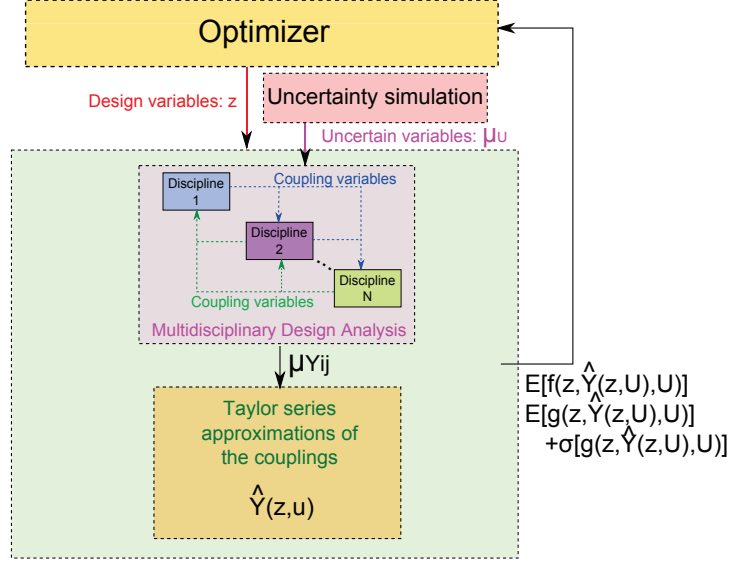 Optimizer
Design variables: z
Uncertainty simulation
Uncertain variables: μU
Discipline
1
Coupling variables
Discipline
2
Discipline
N
Coupling variables
Multidisciplinary Design Analysis
μYij
Taylor series
approximations of
the couplings
Ŷ(z,u)
E[f(z,Ŷ(z,U),U)]
E[g(z,Ŷ(z,U),U)]
+σ[g(z,Ŷ(z,U),U)]